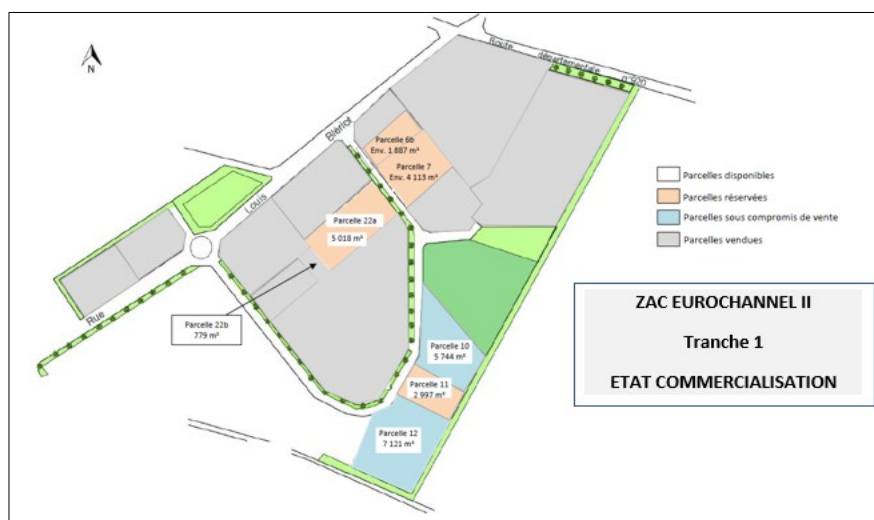 N
Route
départementale
n°920
Blériot
Louis
Rue
Parcelle 6b
Env. 1 887 m²
Parcelle 7
Env. 4 113 m²
Parcelle 22a
5 018 m²
Parcelle 22b
779 m²
Parcelle 10
5 744 m²
Parcelle 11
2 997 m²
Parcelle 12
7 121 m²
Parcelles disponibles
Parcelles réservées
Parcelles sous compromis de vente
Parcelles vendues
ZAC EUROCHANNEL II
Tranche 1
ETAT COMMERCIALISATION